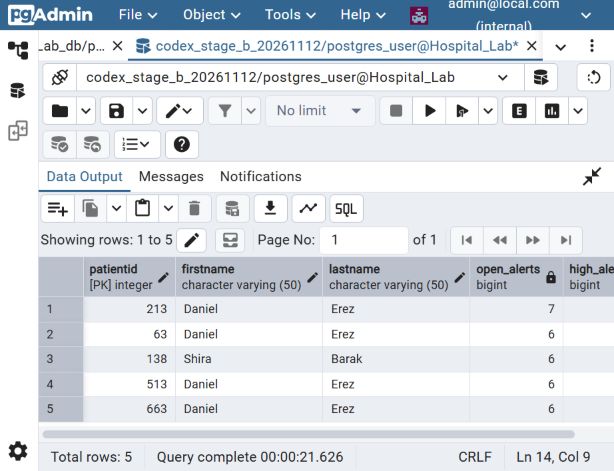 pgAdmin File Object Tools Help admin@local.com (internal)
_ab_db/p... codex_stage_b_20261112/postgres_user@Hospital_Lab*
codex_stage_b_20261112/postgres_user@Hospital_Lab
No limit E
Data Output Messages Notifications
SQL
Showing rows: 1 to 5 Page No: 1 of 1
patientid firstname lastname open_alerts high_ale
[PK] integer character varying (50) character varying (50) bigint bigint
1 213 Daniel Erez 7
2 63 Daniel Erez 6
3 138 Shira Barak 6
4 513 Daniel Erez 6
5 663 Daniel Erez 6
Total rows: 5 Query complete 00:00:21.626 CRLF Ln 14, Col 9